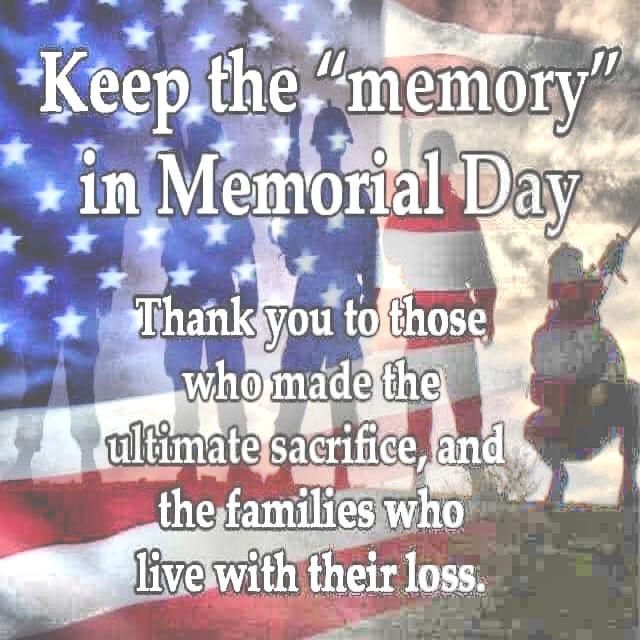 Keep the “memory”
in Memorial Day
Thank you to those
who made the
ultimate sacrifice, and
the families who
live with their loss.